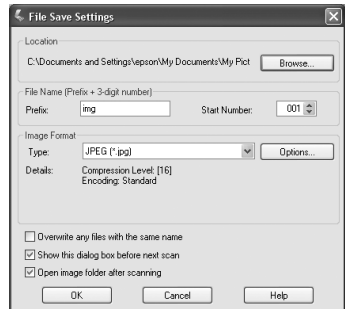 File Save Settings
Location
C:\Documents and Settings\epson\My Documents\My Pict
Browse...
File Name (Prefix + 3-digit number)
Prefix: img Start Number: 001
Image Format
Type: JPEG (*.jpg) Options...
Details: Compression Level: [16]
Encoding: Standard
Overwrite any files with the same name
Show this dialog box before next scan
Open image folder after scanning
OK Cancel Help